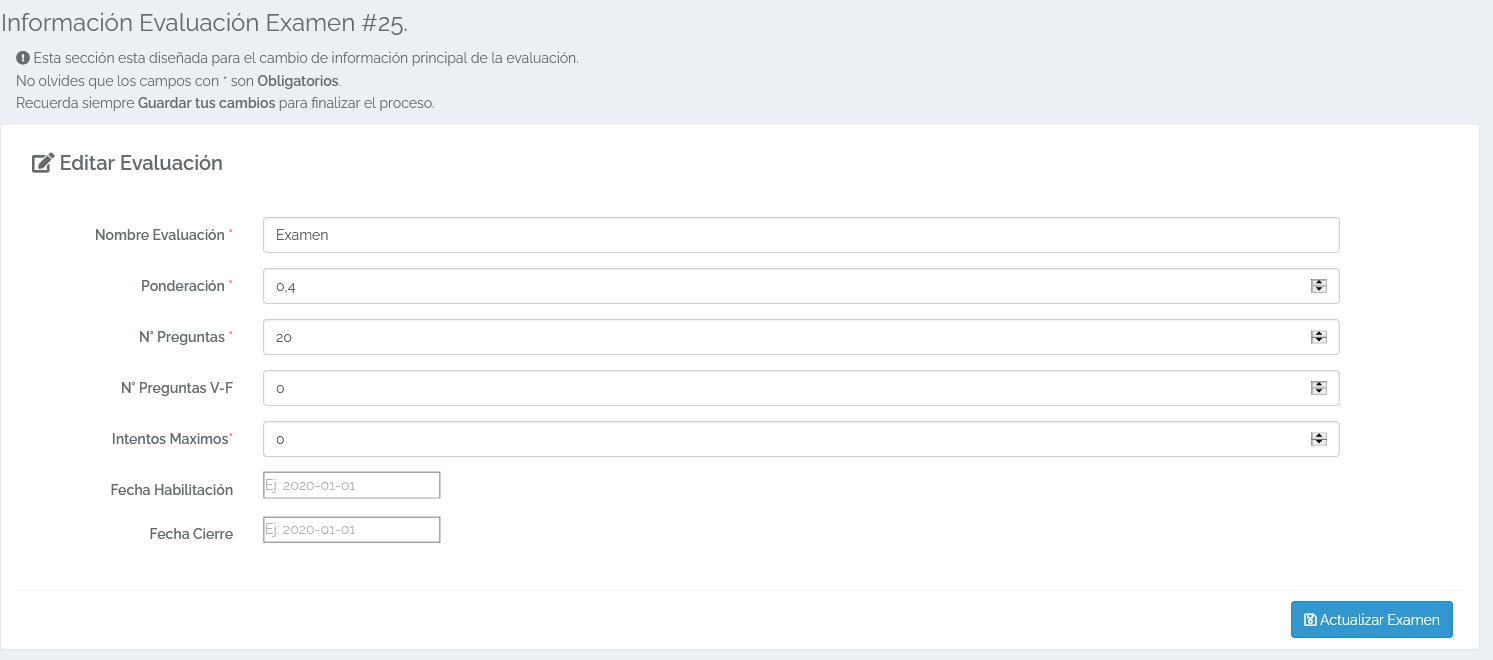 Información Evaluación Examen #25.
Esta sección esta diseñada para el cambio de información principal de la evaluación.
No olvides que los campos con * son Obligatorios.
Recuerda siempre Guardar tus cambios para finalizar el proceso.
Editar Evaluación
Nombre Evaluación * Examen
Ponderación * 0,4
N° Preguntas * 20
N° Preguntas V-F 0
Intentos Maximos* 0
Fecha Habilitación Ej: 2020-01-01
Fecha Cierre Ej: 2020-01-01
Actualizar Examen